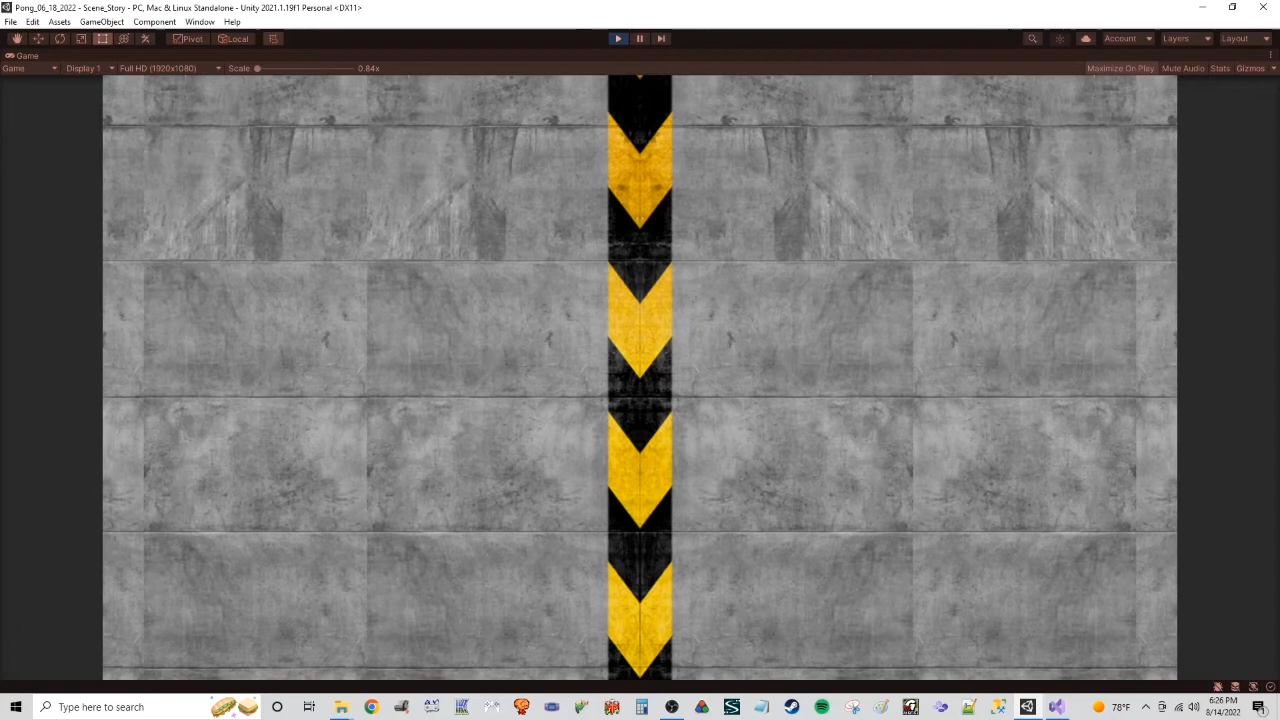 Pong_06_18_2022 - Scene_Story - PC, Mac & Linux Standalone - Unity 2021.1.19f1 Personal <DX11>
File Edit Assets GameObject Component Window Help
Pivot Local Account Layers Layout
Game
Game Display 1 Full HD (1920x1080) Scale 0.84x Maximize On Play Mute Audio Stats Gizmos
Type here to search 78°F 6:26 PM
8/14/2022